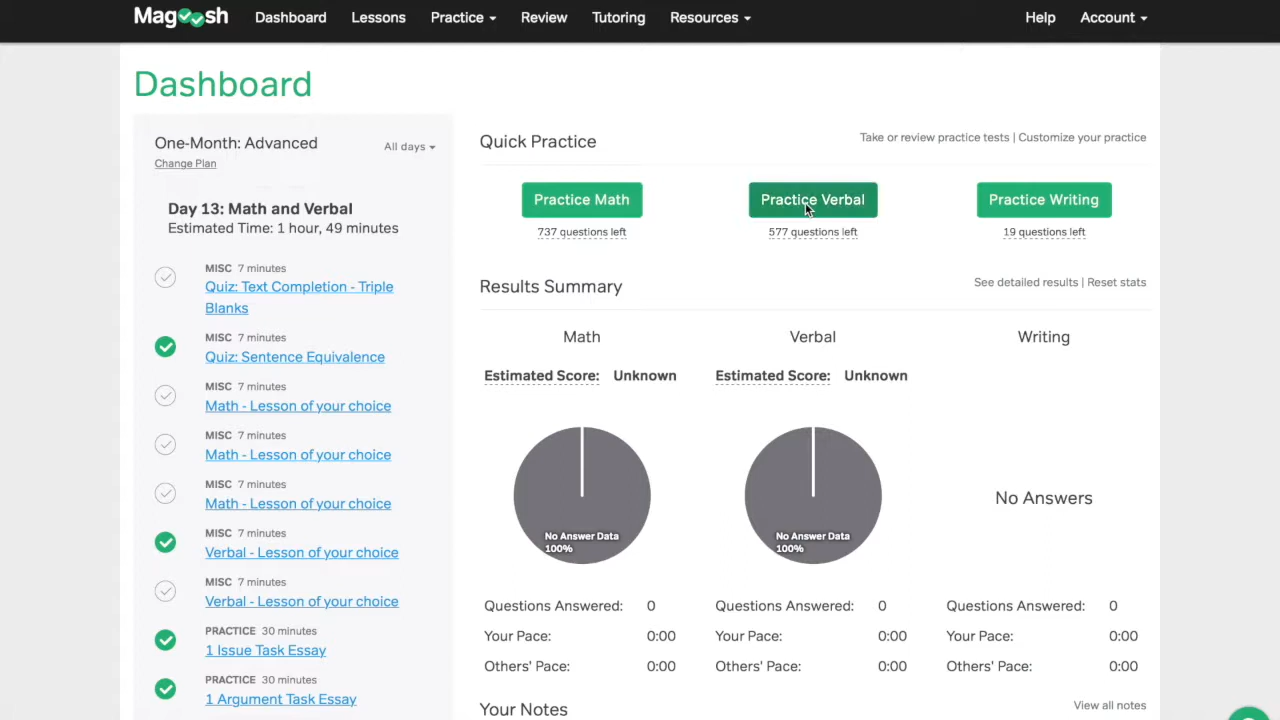 Magoosh Dashboard Lessons Practice Review Tutoring Resources Help Account
Dashboard
One-Month: Advanced All days
Change Plan
Day 13: Math and Verbal
Estimated Time: 1 hour, 49 minutes
MISC 7 minutes
Quiz: Text Completion - Triple
Blanks
MISC 7 minutes
Quiz: Sentence Equivalence
MISC 7 minutes
Math - Lesson of your choice
MISC 7 minutes
Math - Lesson of your choice
MISC 7 minutes
Math - Lesson of your choice
MISC 7 minutes
Verbal - Lesson of your choice
MISC 7 minutes
Verbal - Lesson of your choice
PRACTICE 30 minutes
1 Issue Task Essay
PRACTICE 30 minutes
1 Argument Task Essay
Quick Practice Take or review practice tests | Customize your practice
Practice Math Practice Verbal Practice Writing
737 questions left 577 questions left 19 questions left
Results Summary See detailed results | Reset stats
Math Verbal Writing
Estimated Score: Unknown Estimated Score: Unknown
No Answer Data No Answer Data
100% 100%
No Answers
Questions Answered: 0 Questions Answered: 0 Questions Answered: 0
Your Pace: 0:00 Your Pace: 0:00 Your Pace: 0:00
Others' Pace: 0:00 Others' Pace: 0:00 Others' Pace: 0:00
Your Notes View all notes